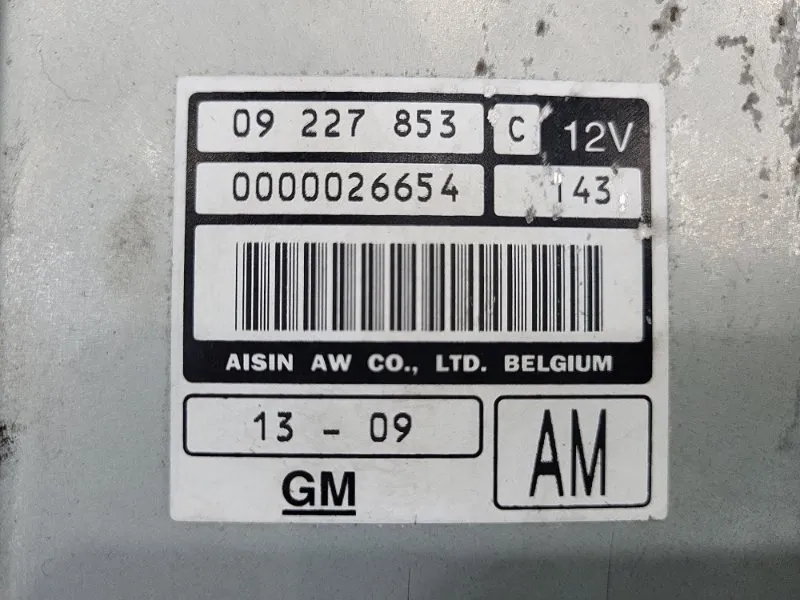 09 227 853 C 12V
0000026654 143
AISIN AW CO., LTD. BELGIUM
13 - 09
GM
AM